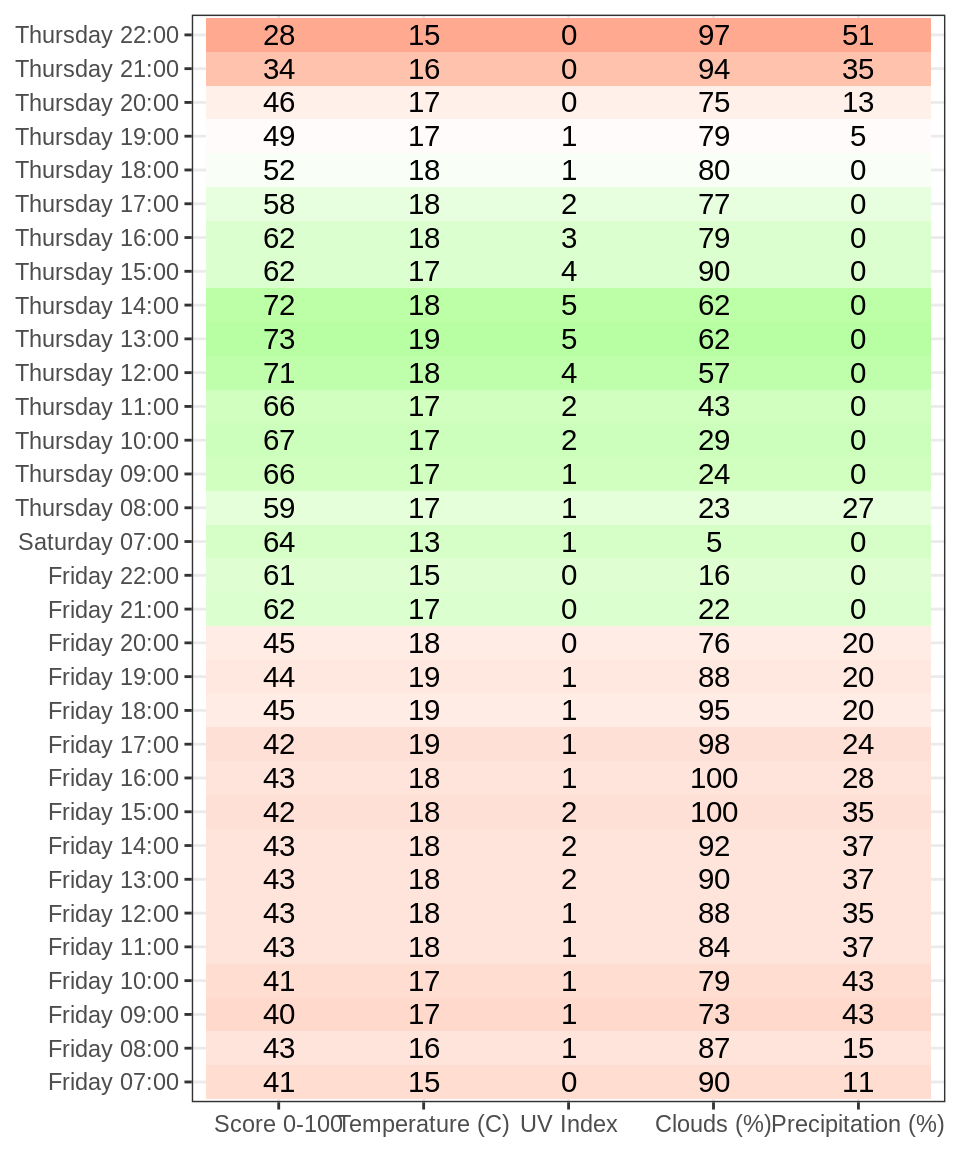 Thursday 22:00 28 15 0 97 51
Thursday 21:00 34 16 0 94 35
Thursday 20:00 46 17 0 75 13
Thursday 19:00 49 17 1 79 5
Thursday 18:00 52 18 1 80 0
Thursday 17:00 58 18 2 77 0
Thursday 16:00 62 18 3 79 0
Thursday 15:00 62 17 4 90 0
Thursday 14:00 72 18 5 62 0
Thursday 13:00 73 19 5 62 0
Thursday 12:00 71 18 4 57 0
Thursday 11:00 66 17 2 43 0
Thursday 10:00 67 17 2 29 0
Thursday 09:00 66 17 1 24 0
Thursday 08:00 59 17 1 23 27
Saturday 07:00 64 13 1 5 0
Friday 22:00 61 15 0 16 0
Friday 21:00 62 17 0 22 0
Friday 20:00 45 18 0 76 20
Friday 19:00 44 19 1 88 20
Friday 18:00 45 19 1 95 20
Friday 17:00 42 19 1 98 24
Friday 16:00 43 18 1 100 28
Friday 15:00 42 18 2 100 35
Friday 14:00 43 18 2 92 37
Friday 13:00 43 18 2 90 37
Friday 12:00 43 18 1 88 35
Friday 11:00 43 18 1 84 37
Friday 10:00 41 17 1 79 43
Friday 09:00 40 17 1 73 43
Friday 08:00 43 16 1 87 15
Friday 07:00 41 15 0 90 11
Score 0-100 Temperature (C) UV Index Clouds (%) Precipitation (%)